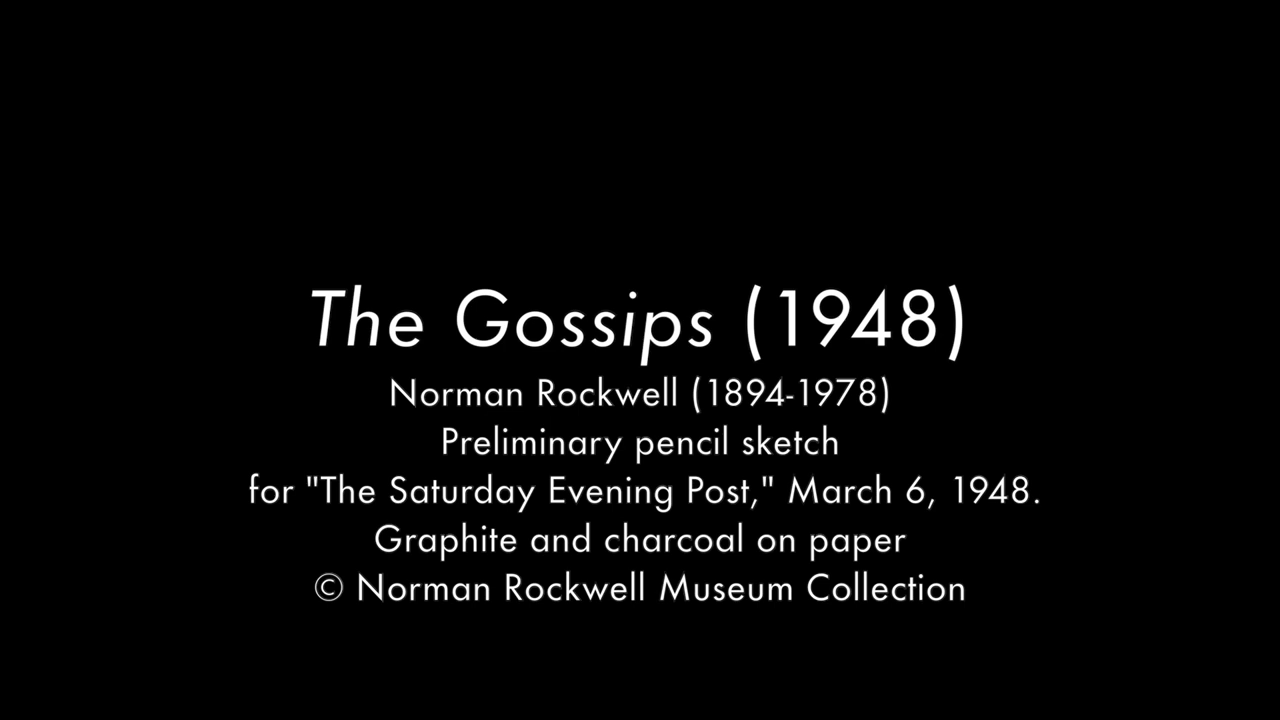 The Gossips (1948)
Norman Rockwell (1894-1978)
Preliminary pencil sketch
for "The Saturday Evening Post," March 6, 1948.
Graphite and charcoal on paper
© Norman Rockwell Museum Collection